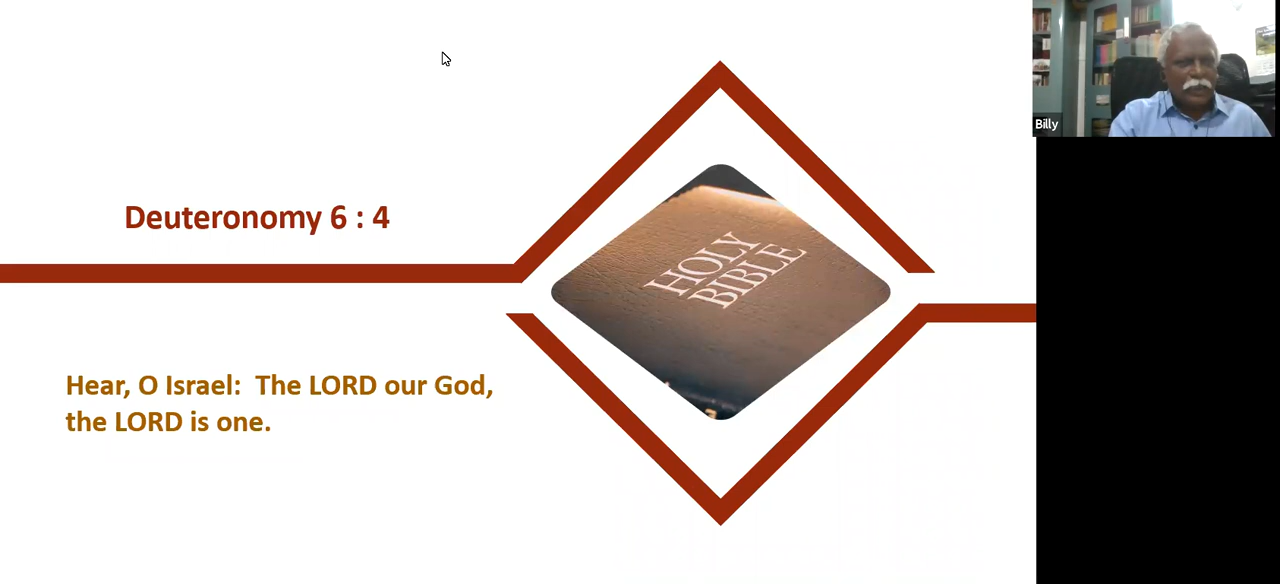 Deuteronomy 6 : 4
Hear, O Israel:  The LORD our God,
the LORD is one.
HOLY
BIBLE
Billy